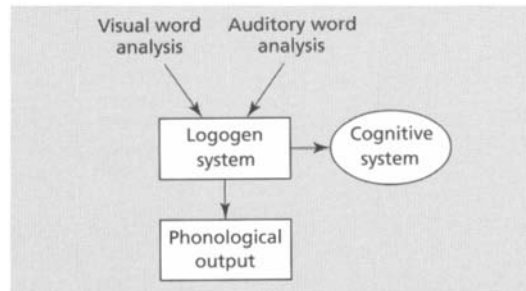 Visual word
analysis
Auditory word
analysis
Logogen
system
Cognitive
system
Phonological
output